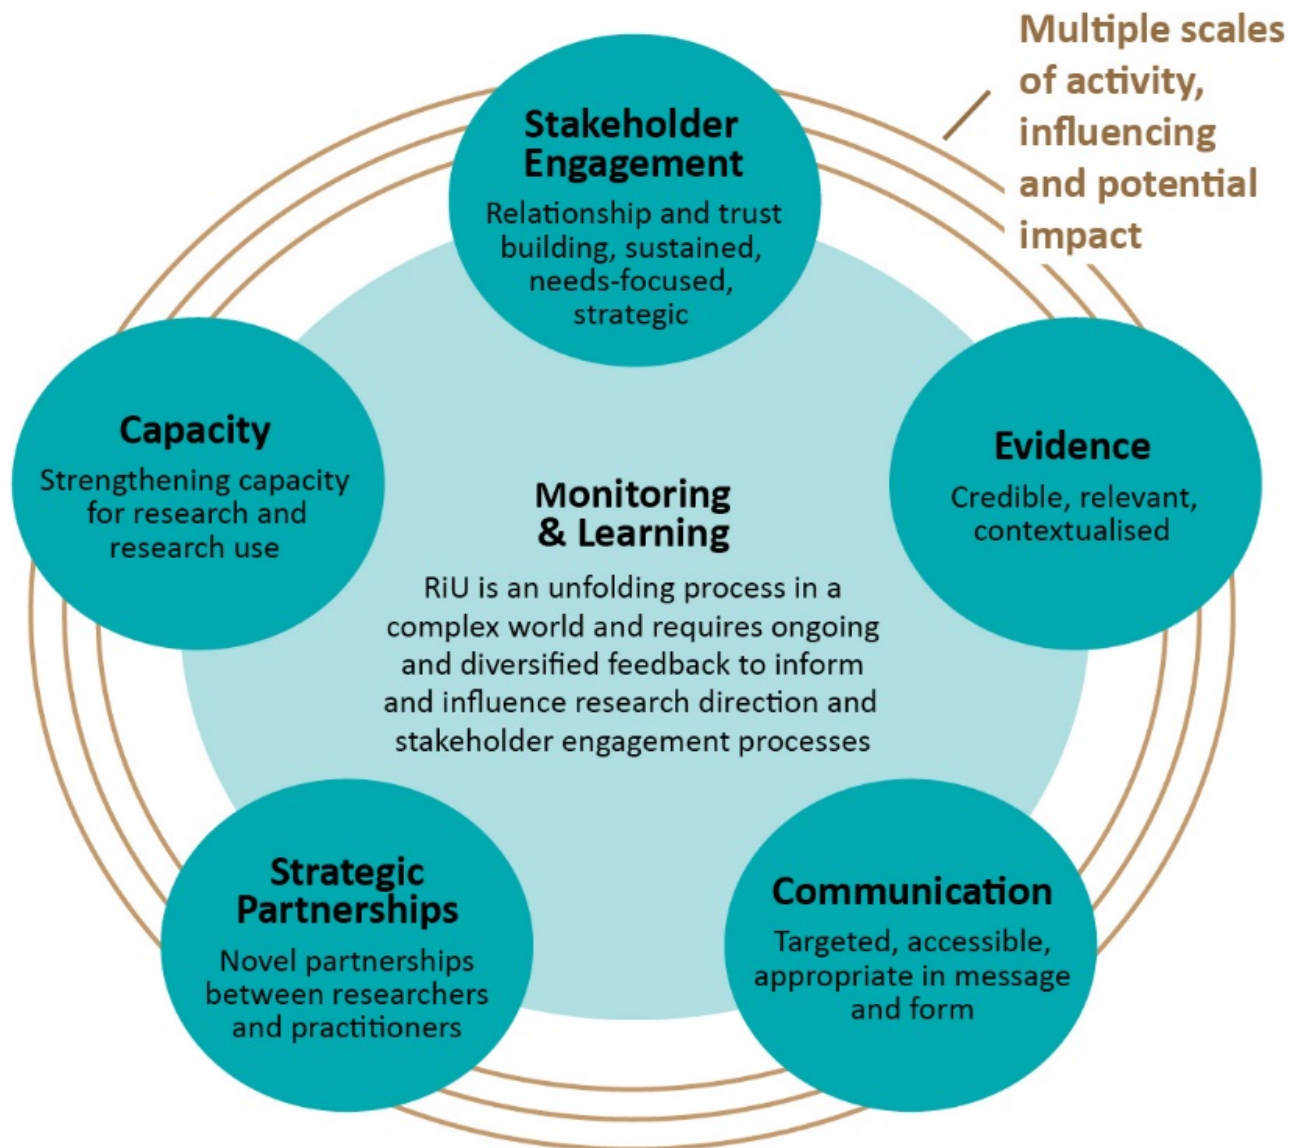 Multiple scales
of activity,
influencing
and potential
impact
Stakeholder
Engagement
Relationship and trust
building, sustained,
needs-focused,
strategic
Capacity
Strengthening capacity
for research and
research use
Evidence
Credible, relevant,
contextualised
Monitoring
& Learning
RiU is an unfolding process in a
complex world and requires ongoing
and diversified feedback to inform
and influence research direction and
stakeholder engagement processes
Strategic
Partnerships
Novel partnerships
between researchers
and practitioners
Communication
Targeted, accessible,
appropriate in message
and form